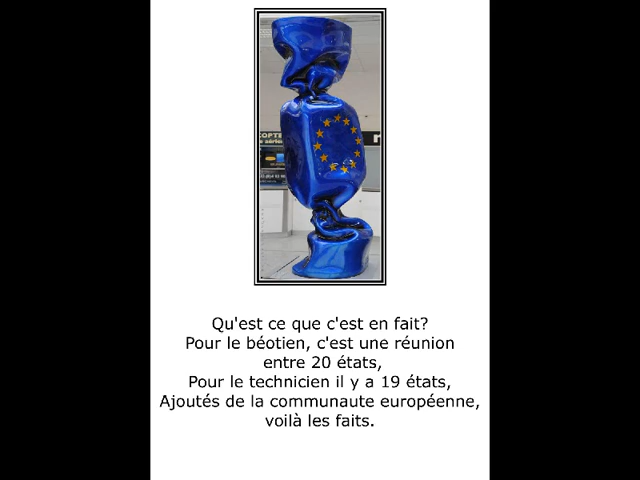 COPTE
Qu'est ce que c'est en fait?
Pour le béotien, c'est une réunion
entre 20 états,
Pour le technicien il y a 19 états,
Ajoutés de la communaute européenne,
voilà les faits.